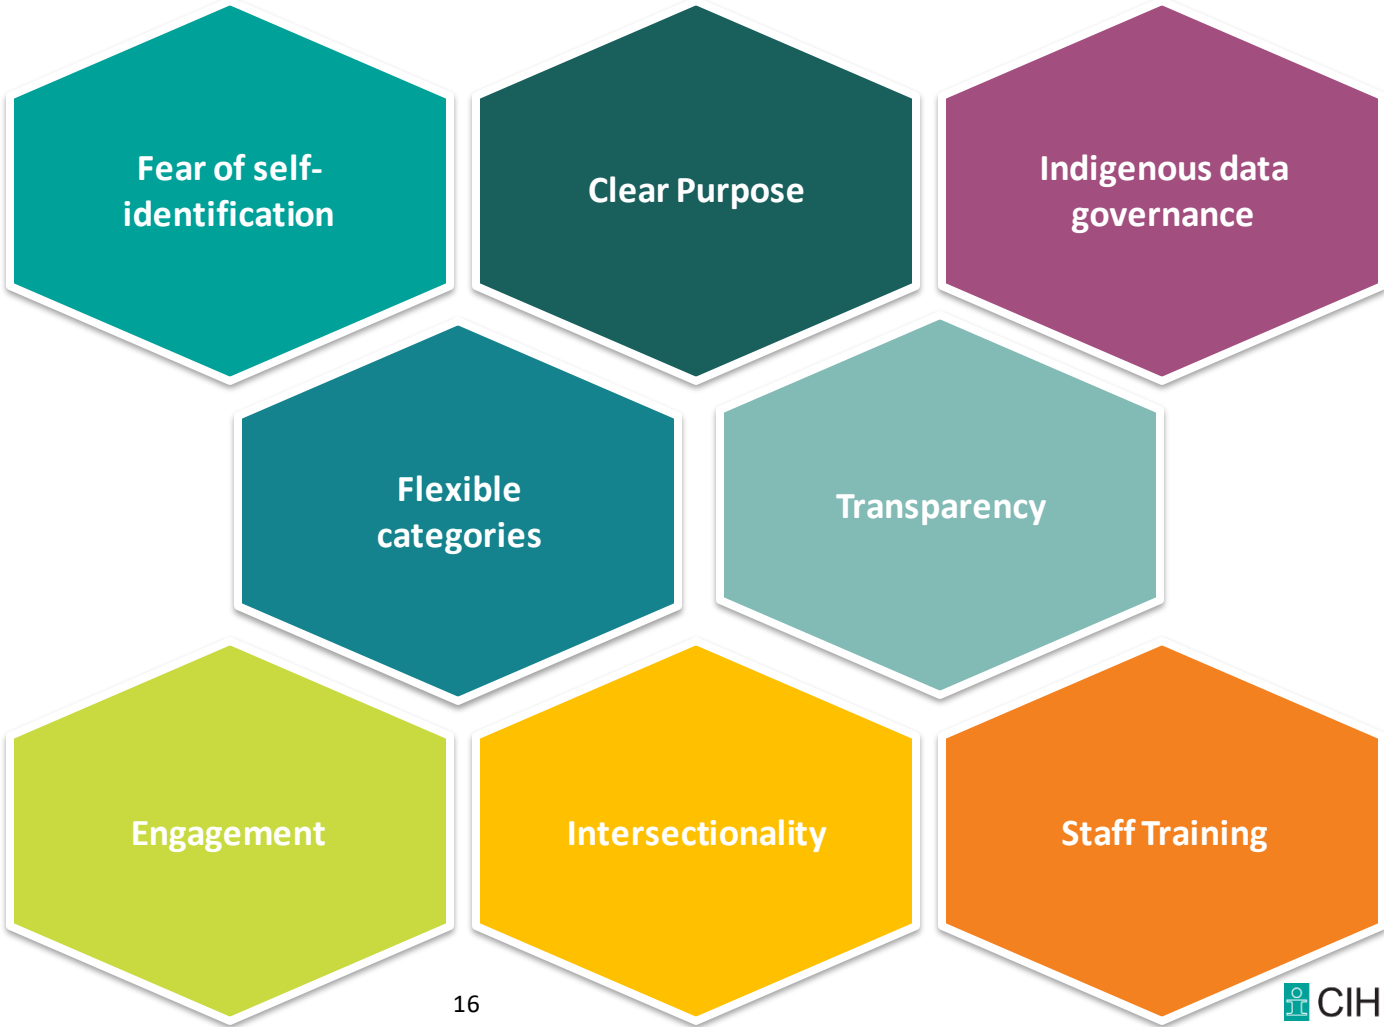 Fear of self-
identification
Clear Purpose
Indigenous data
governance
Flexible
categories
Transparency
Engagement
Intersectionality
Staff Training
16
CIH